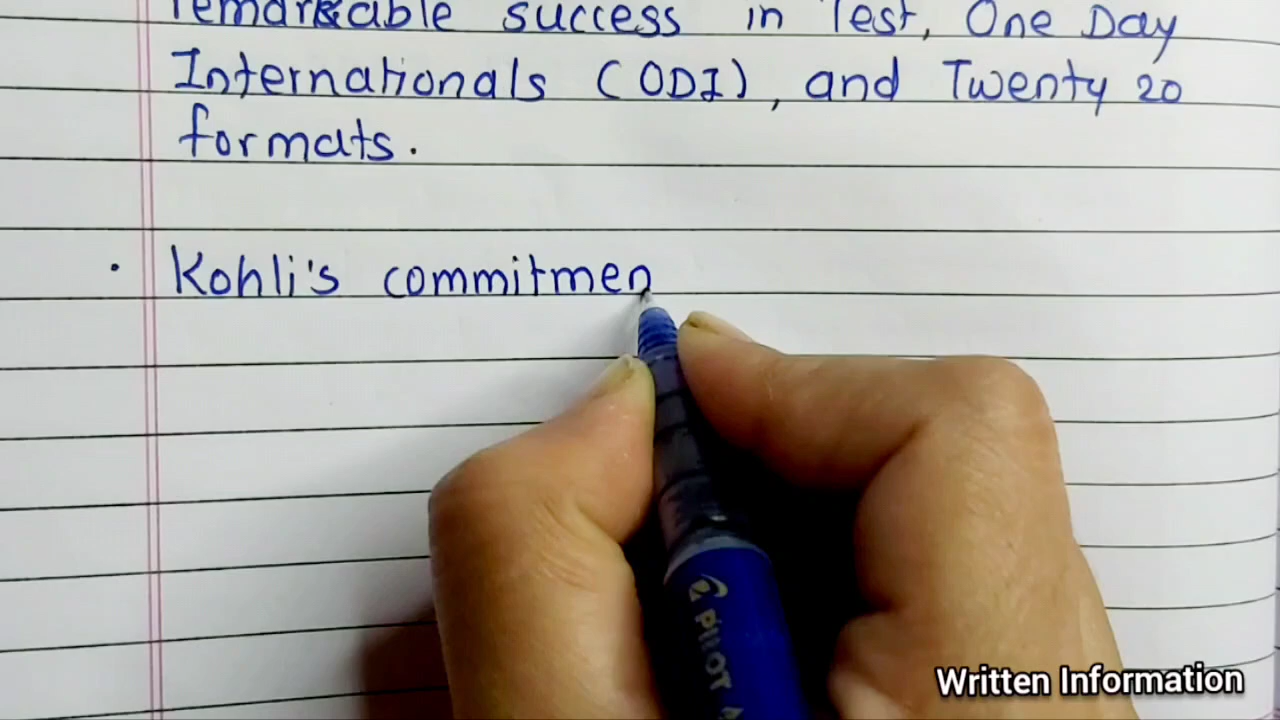 remarkable success in Test, One Day
Internationals (ODI), and Twenty 20
formats.
· Kohli's commitmen
PILOT
Written Information